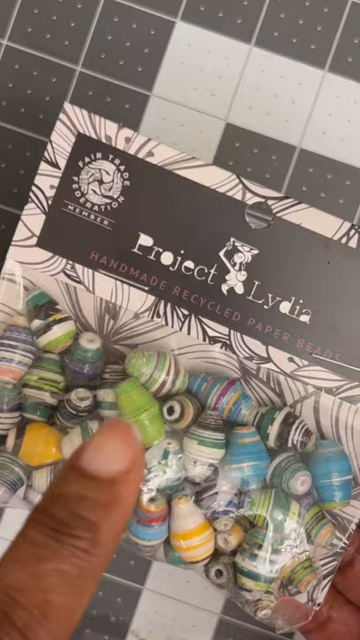 FAIR TRADE
FEDERATION
MEMBER
Project Lydia
HANDMADE RECYCLED PAPER BEADS